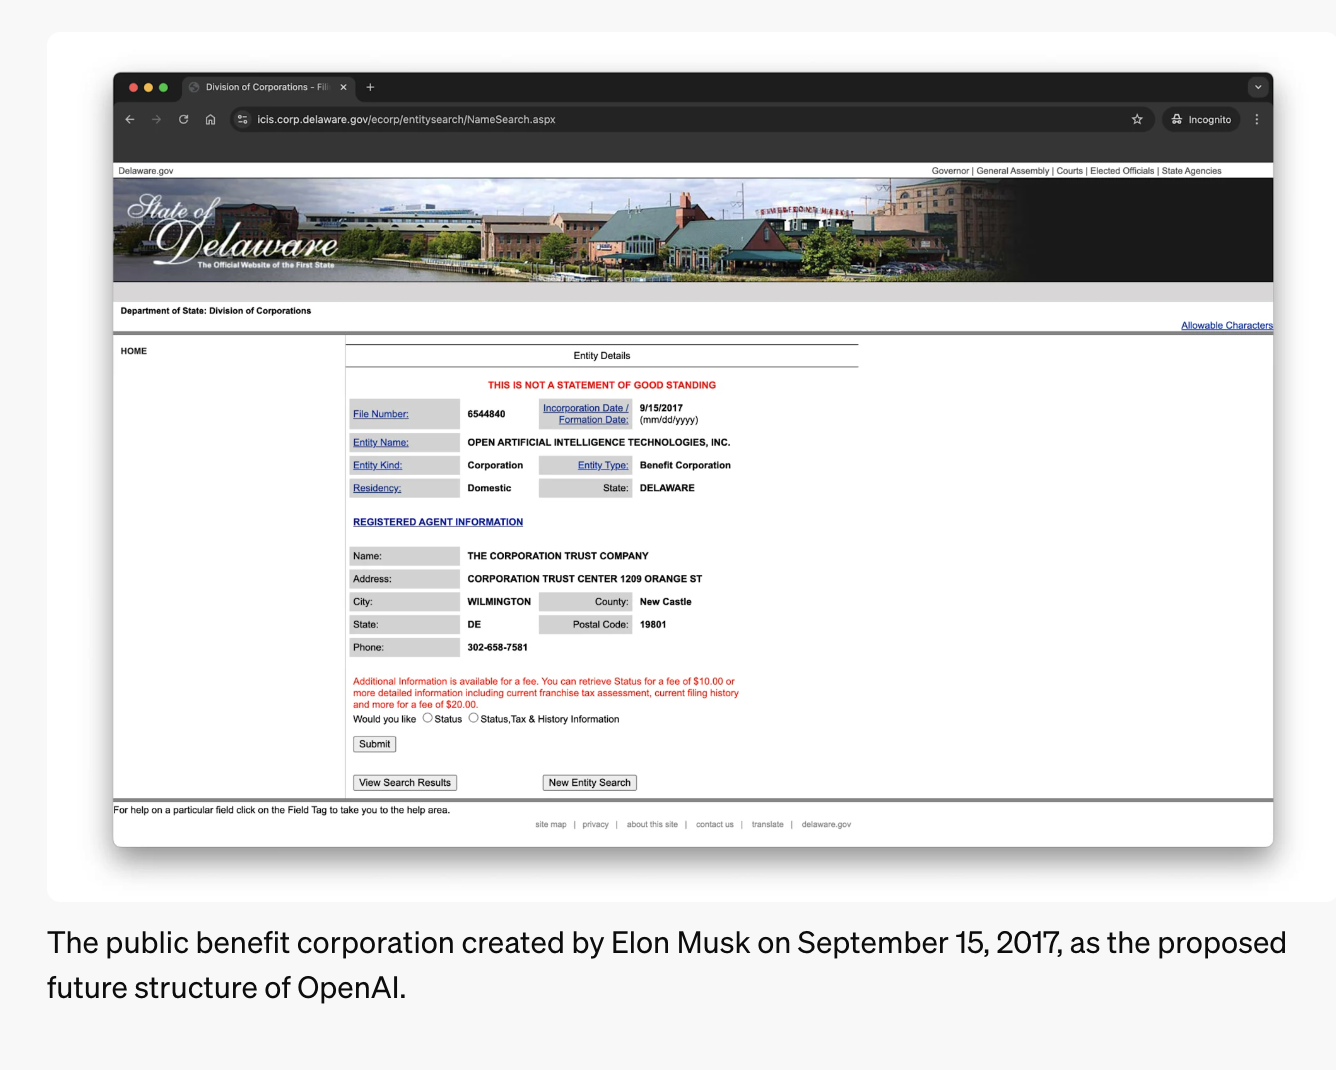 Division of Corporations - Fil
icis.corp.delaware.gov/ecorp/entitysearch/NameSearch.aspx
Incognito
Delaware.gov
Governor | General Assembly | Courts | Elected Officials | State Agencies
State of
Delaware
The Official Website of the First State
RIVERFRONT MARKET
Department of State: Division of Corporations
Allowable Characters
HOME
Entity Details
THIS IS NOT A STATEMENT OF GOOD STANDING
File Number: 6544840 Incorporation Date / Formation Date: 9/15/2017 (mm/dd/yyyy)
Entity Name: OPEN ARTIFICIAL INTELLIGENCE TECHNOLOGIES, INC.
Entity Kind: Corporation Entity Type: Benefit Corporation
Residency: Domestic State: DELAWARE
REGISTERED AGENT INFORMATION
Name: THE CORPORATION TRUST COMPANY
Address: CORPORATION TRUST CENTER 1209 ORANGE ST
City: WILMINGTON County: New Castle
State: DE Postal Code: 19801
Phone: 302-658-7581
Additional Information is available for a fee. You can retrieve Status for a fee of $10.00 or
more detailed information including current franchise tax assessment, current filing history
and more for a fee of $20.00.
Would you like Status Status,Tax & History Information
Submit
View Search Results New Entity Search
For help on a particular field click on the Field Tag to take you to the help area.
site map | privacy | about this site | contact us | translate | delaware.gov
The public benefit corporation created by Elon Musk on September 15, 2017, as the proposed
future structure of OpenAI.